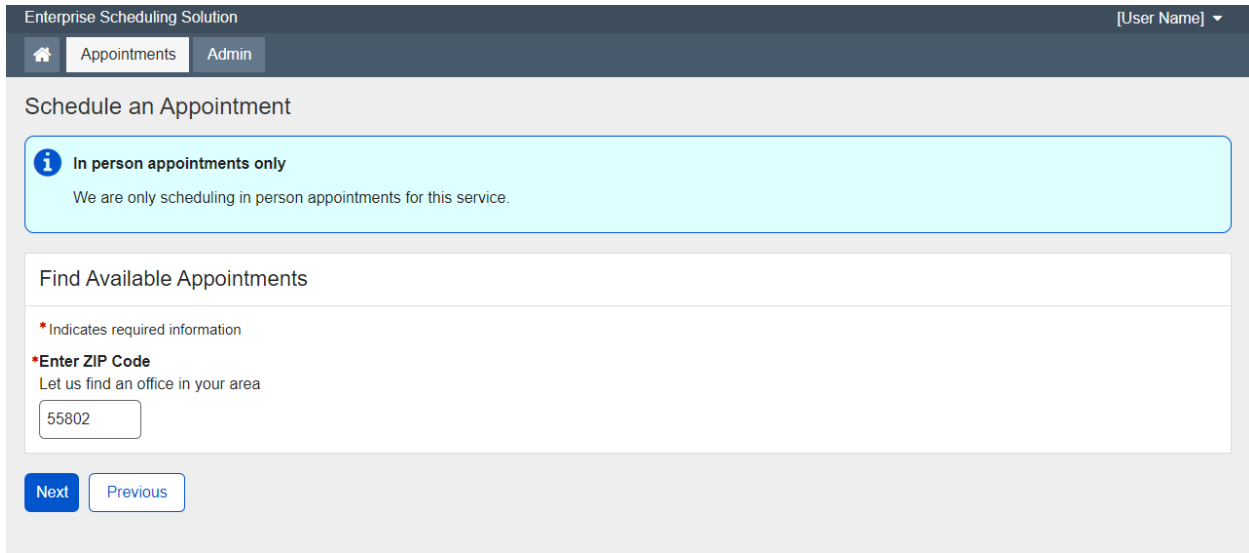 Enterprise Scheduling Solution
[User Name]
Appointments
Admin
Schedule an Appointment
In person appointments only
We are only scheduling in person appointments for this service.
Find Available Appointments
*Indicates required information
*Enter ZIP Code
Let us find an office in your area
55802
Next
Previous